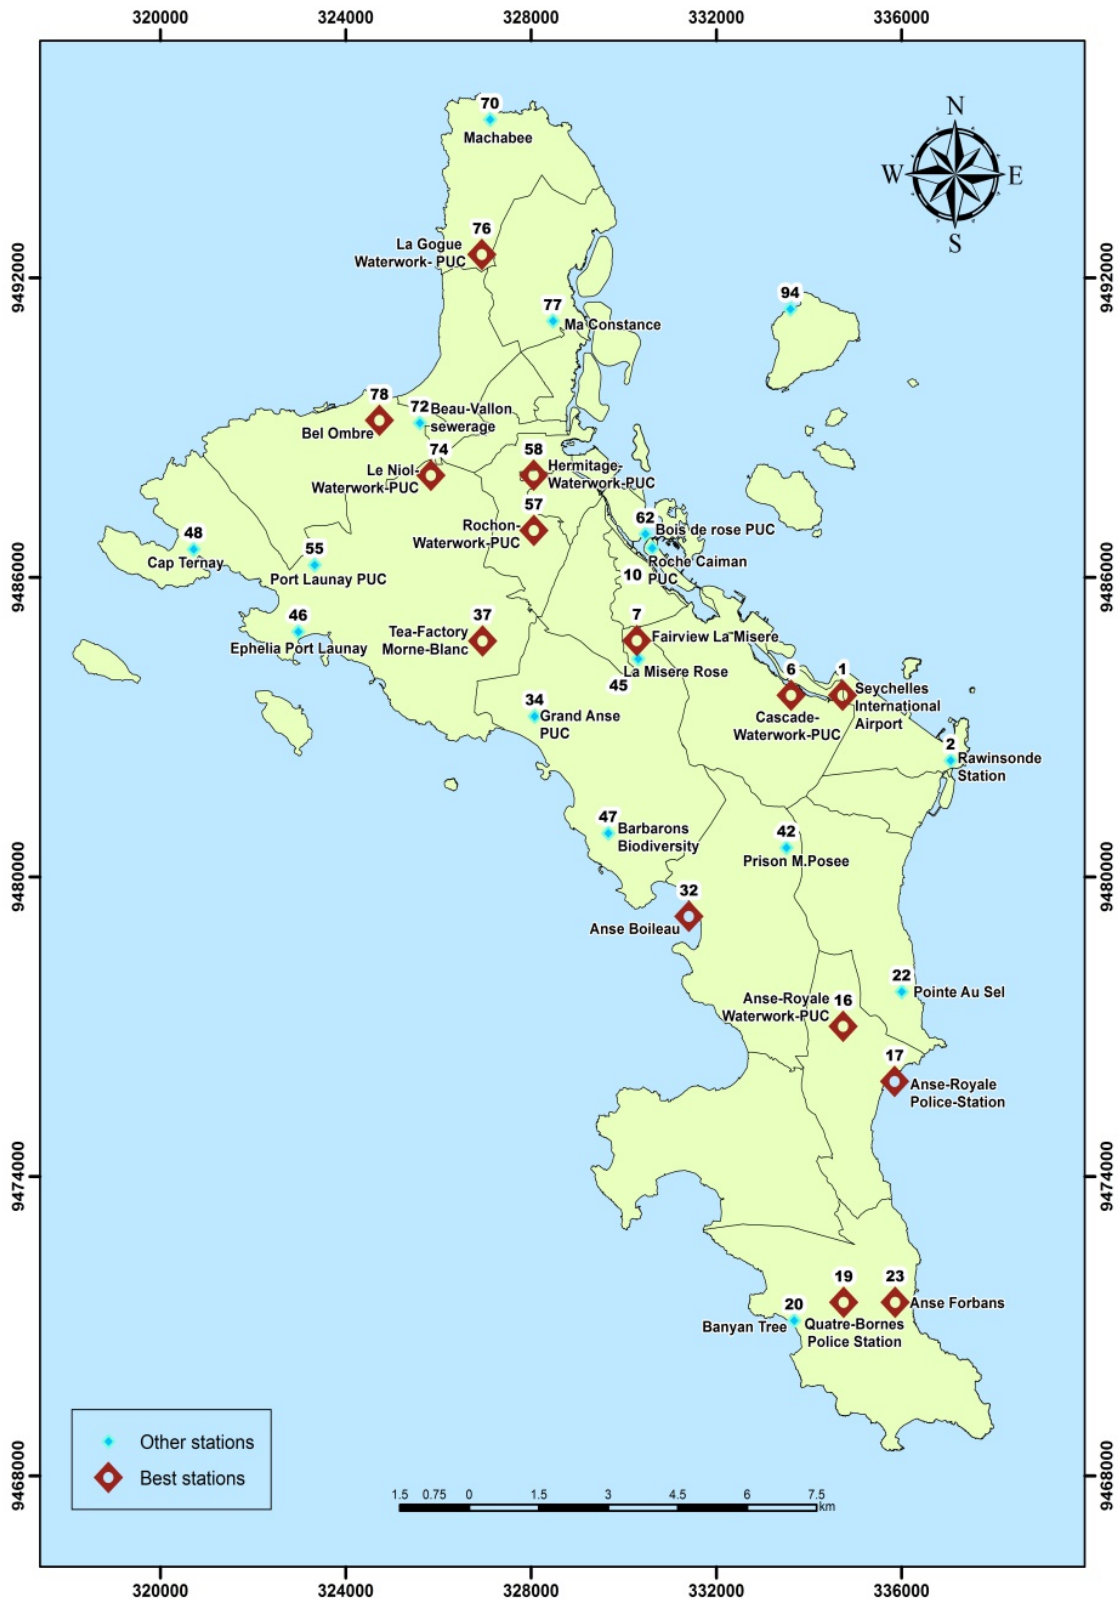 320000 324000 328000 332000 336000
N
W E
S
70
Machabee
76
La Gogue
Waterwork- PUC
9492000
9492000
77
Ma Constance
94
78
Bel Ombre
72
Beau-Vallon
sewerage
74
Le Niol-
Waterwork-PUC
58
Hermitage-
Waterwork-PUC
57
Rochon-
Waterwork-PUC
62
Bois de rose PUC
Roche Caiman
PUC
10
48
Cap Ternay
55
Port Launay PUC
9486000
9486000
46
Ephelia Port Launay
37
Tea-Factory
Morne-Blanc
7
Fairview La Misere
La Misere Rose
45
6
Cascade-
Waterwork-PUC
1
Seychelles
International
Airport
34
Grand Anse
PUC
2
Rawinsonde
Station
47
Barbarons
Biodiversity
42
Prison M.Posee
9480000
9480000
32
Anse Boileau
22
Pointe Au Sel
16
Anse-Royale
Waterwork-PUC
17
Anse-Royale
Police-Station
9474000
9474000
19
Quatre-Bornes
Police Station
23
Anse Forbans
20
Banyan Tree
Other stations
Best stations
9468000
9468000
1.5 0.75 0 1.5 3 4.5 6 7.5
km
320000 324000 328000 332000 336000